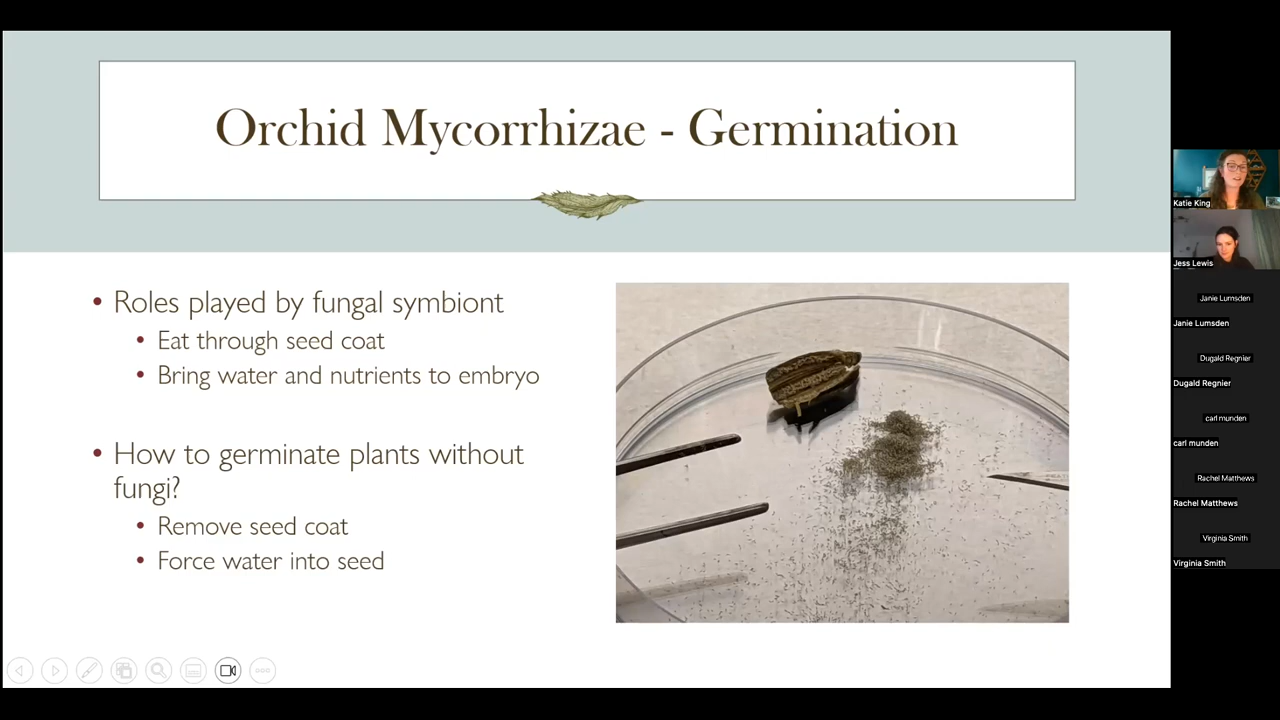 Orchid Mycorrhizae - Germination
• Roles played by fungal symbiont
• Eat through seed coat
• Bring water and nutrients to embryo
• How to germinate plants without
fungi?
• Remove seed coat
• Force water into seed
Katie King
Jess Lewis
Janie Lumsden
Janie Lumsden
Dugald Regnier
Dugald Regnier
carl munden
carl munden
Rachel Matthews
Rachel Matthews
Virginia Smith
Virginia Smith